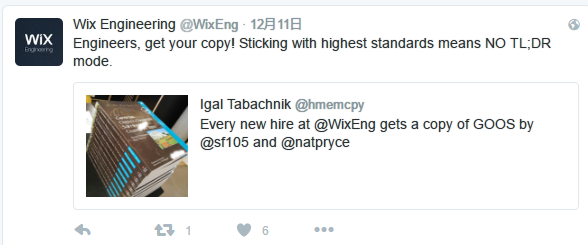 WiX
Engineering
Wix Engineering @WixEng · 12月11日
Engineers, get your copy! Sticking with highest standards means NO TL;DR
mode.
Igal Tabachnik @hmemcpy
Every new hire at @WixEng gets a copy of GOOS by
@sf105 and @natpryce
1
6